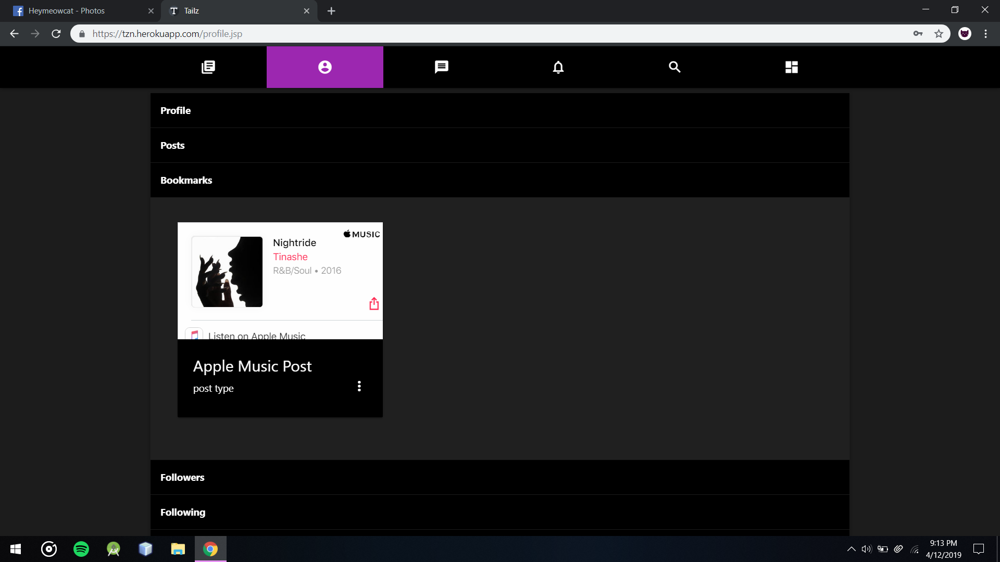 Heymeowcat - Photos
Tailz
https://tzn.herokuapp.com/profile.jsp
Profile
Posts
Bookmarks
MUSIC
Nightride
Tinashe
R&B/Soul • 2016
Listen on Apple Music
Apple Music Post
post type
Followers
Following
9:13 PM
4/12/2019